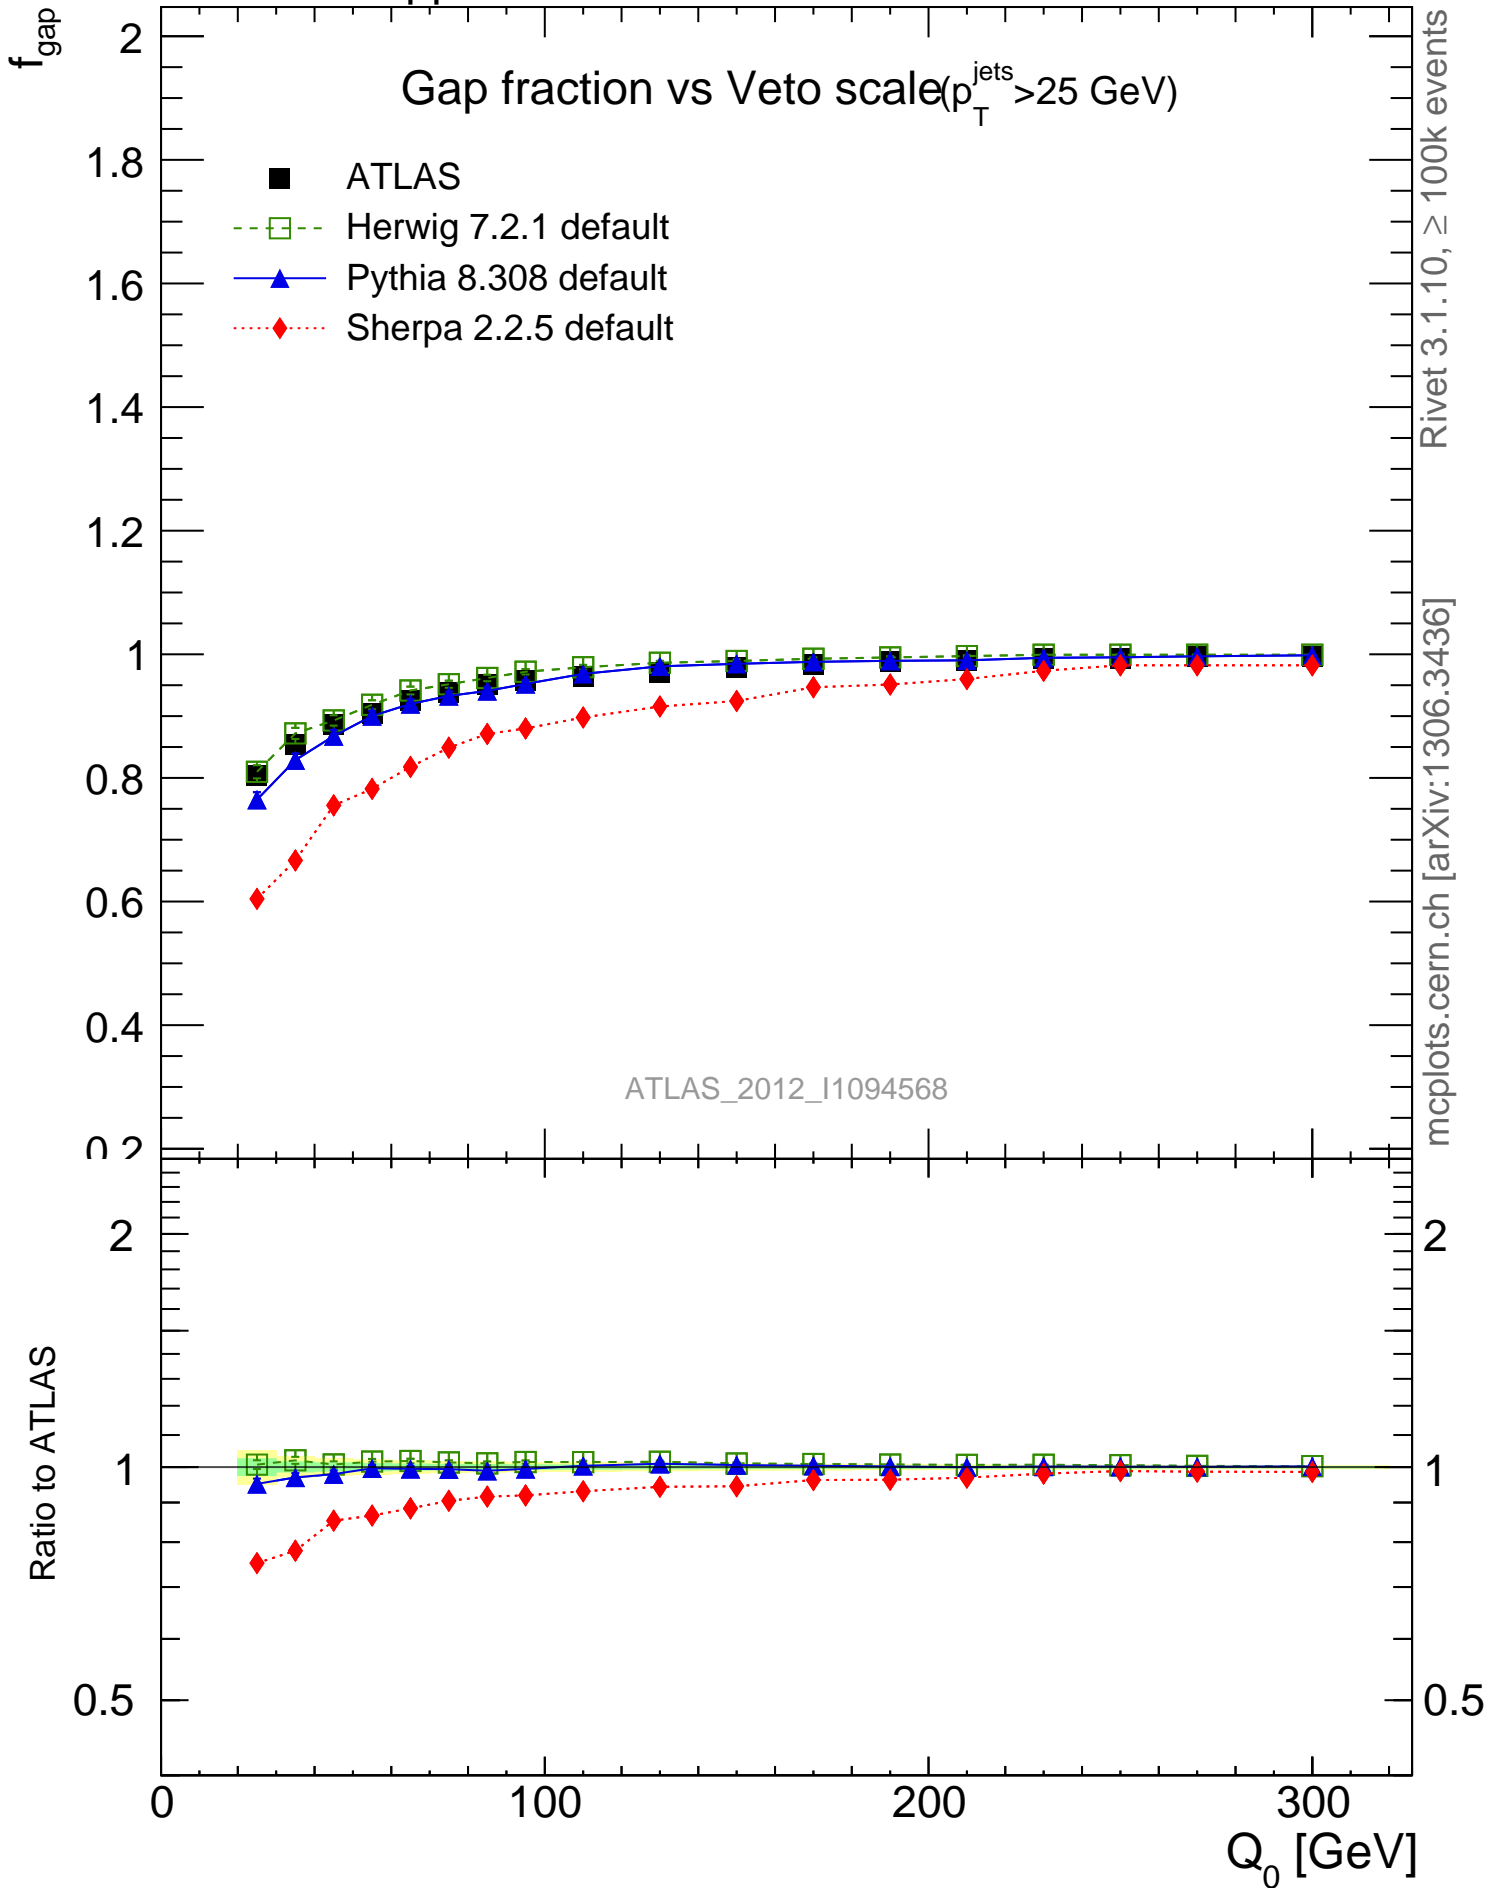 f_gap
Gap fraction vs Veto scale(p_T^jets>25 GeV)
ATLAS
Herwig 7.2.1 default
Pythia 8.308 default
Sherpa 2.2.5 default
2
1.8
1.6
1.4
1.2
1
0.8
0.6
0.4
0.2
ATLAS_2012_I1094568
Rivet 3.1.10, ≥ 100k events
mcplots.cern.ch [arXiv:1306.3436]
Ratio to ATLAS
2
1
0.5
2
1
0.5
0
100
200
300
Q_0 [GeV]